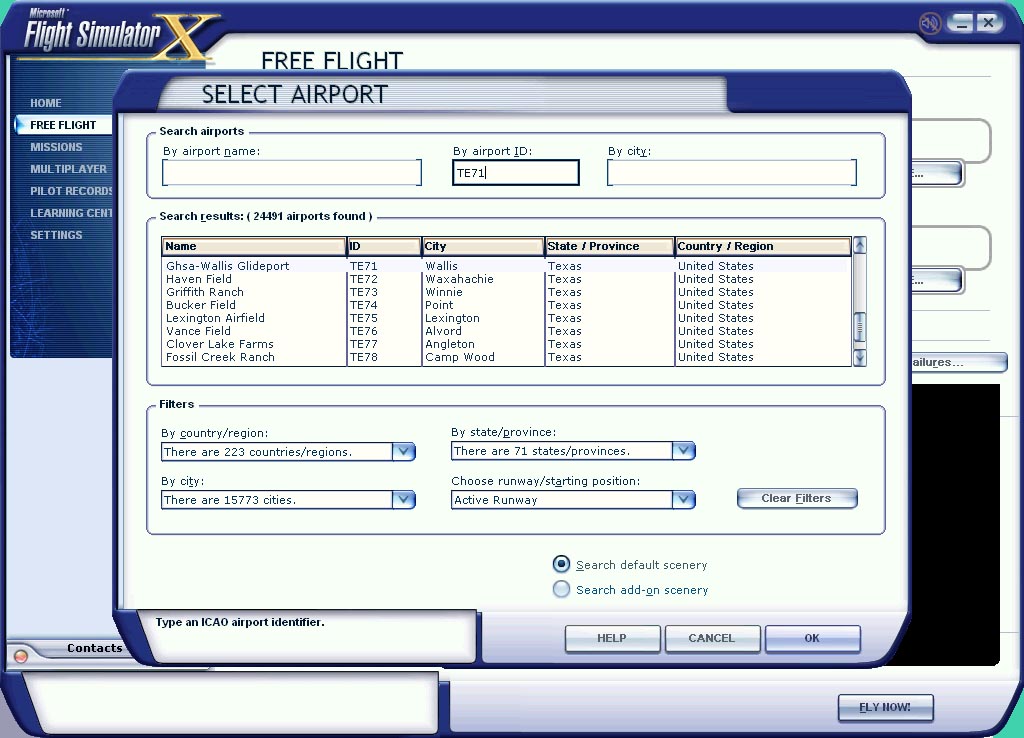 Microsoft
Flight Simulator X
FREE FLIGHT
SELECT AIRPORT
HOME
FREE FLIGHT
MISSIONS
MULTIPLAYER
PILOT RECORDS
LEARNING CENT
SETTINGS
Search airports
By airport name:
By airport ID:
By city:
TE71
Search results: ( 24491 airports found )
Name ID City State / Province Country / Region
Ghsa-Wallis Glideport TE71 Wallis Texas United States
Haven Field TE72 Waxahachie Texas United States
Griffith Ranch TE73 Winnie Texas United States
Bucker Field TE74 Point Texas United States
Lexington Airfield TE75 Lexington Texas United States
Vance Field TE76 Alvord Texas United States
Clover Lake Farms TE77 Angleton Texas United States
Fossil Creek Ranch TE78 Camp Wood Texas United States
ailures...
Filters
By country/region:
There are 223 countries/regions.
By state/province:
There are 71 states/provinces.
By city:
There are 15773 cities.
Choose runway/starting position:
Active Runway
Clear Filters
Search default scenery
Search add-on scenery
Type an ICAO airport identifier.
HELP
CANCEL
OK
Contacts
FLY NOW!